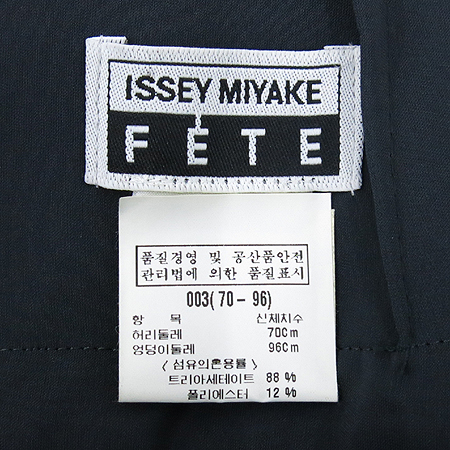 ISSEY MIYAKE
FÊTE
품질경영 및 공산품안전
관리법에 의한 품질표시
003(70-96)
항 목 신체치수
허리둘레 70Cm
엉덩이둘레 96Cm
〈 섬유의혼용률 〉
트리아세테이트 88 %
폴리에스터 12 %